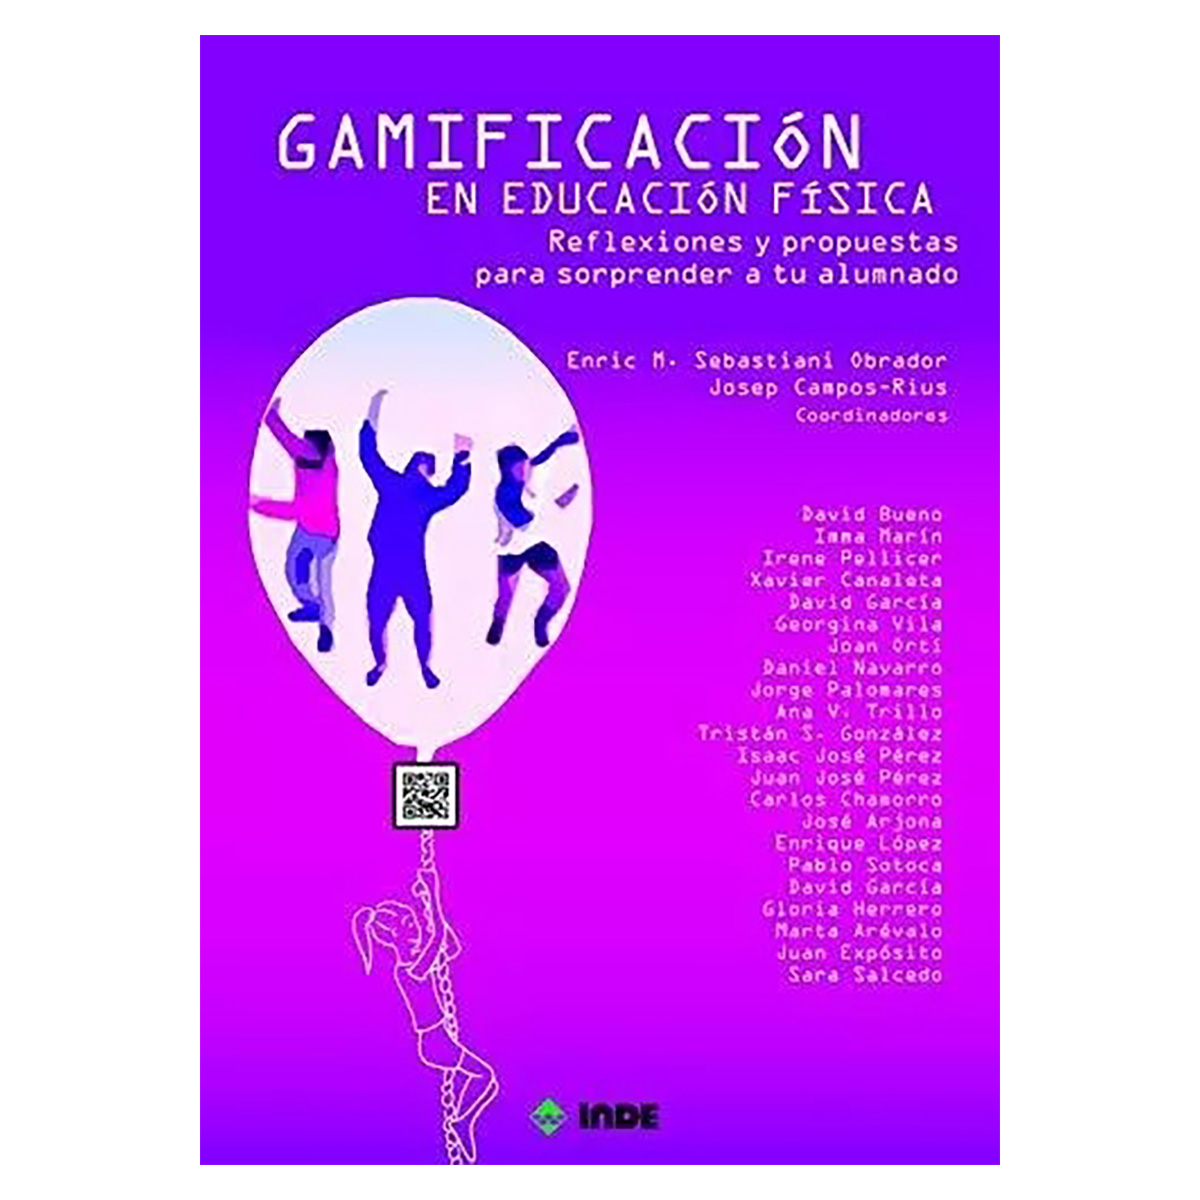 GAMIFICACIÓN
EN EDUCACIÓN FÍSICA
Reflexiones y propuestas
para sorprender a tu alumnado
Enric M. Sebastiani Obrador
Josep Campos-Rius
Coordinadores
David Bueno
Imma Marín
Irene Pellicer
Xavier Canaleta
David García
Georgina Vila
Joan Ortí
Daniel Navarro
Jorge Palomares
Ana V. Trillo
Tristán S. González
Isaac José Pérez
Juan José Pérez
Carlos Chamorro
José Arjona
Enrique López
Pablo Sotoca
David García
Gloria Herrero
Marta Arévalo
Juan Expósito
Sara Salcedo
INDE